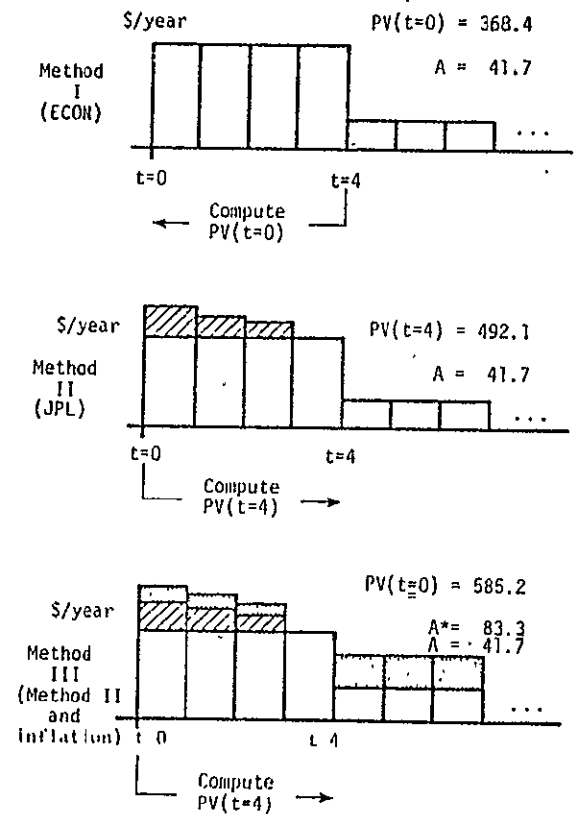 $/year
PV(t=0) = 368.4
Method
I
(ECON)
A = 41.7
...
t=0
t=4
Compute
PV(t=0)
$/year
PV(t=4) = 492.1
Method
II
(JPL)
A = 41.7
...
t=0
t=4
Compute
PV(t=4)
PV(t=0) = 585.2
$/year
A*= 83.3
A = 41.7
Method
III
(Method II
and
inflation)
...
t 0
t 4
Compute
PV(t=4)